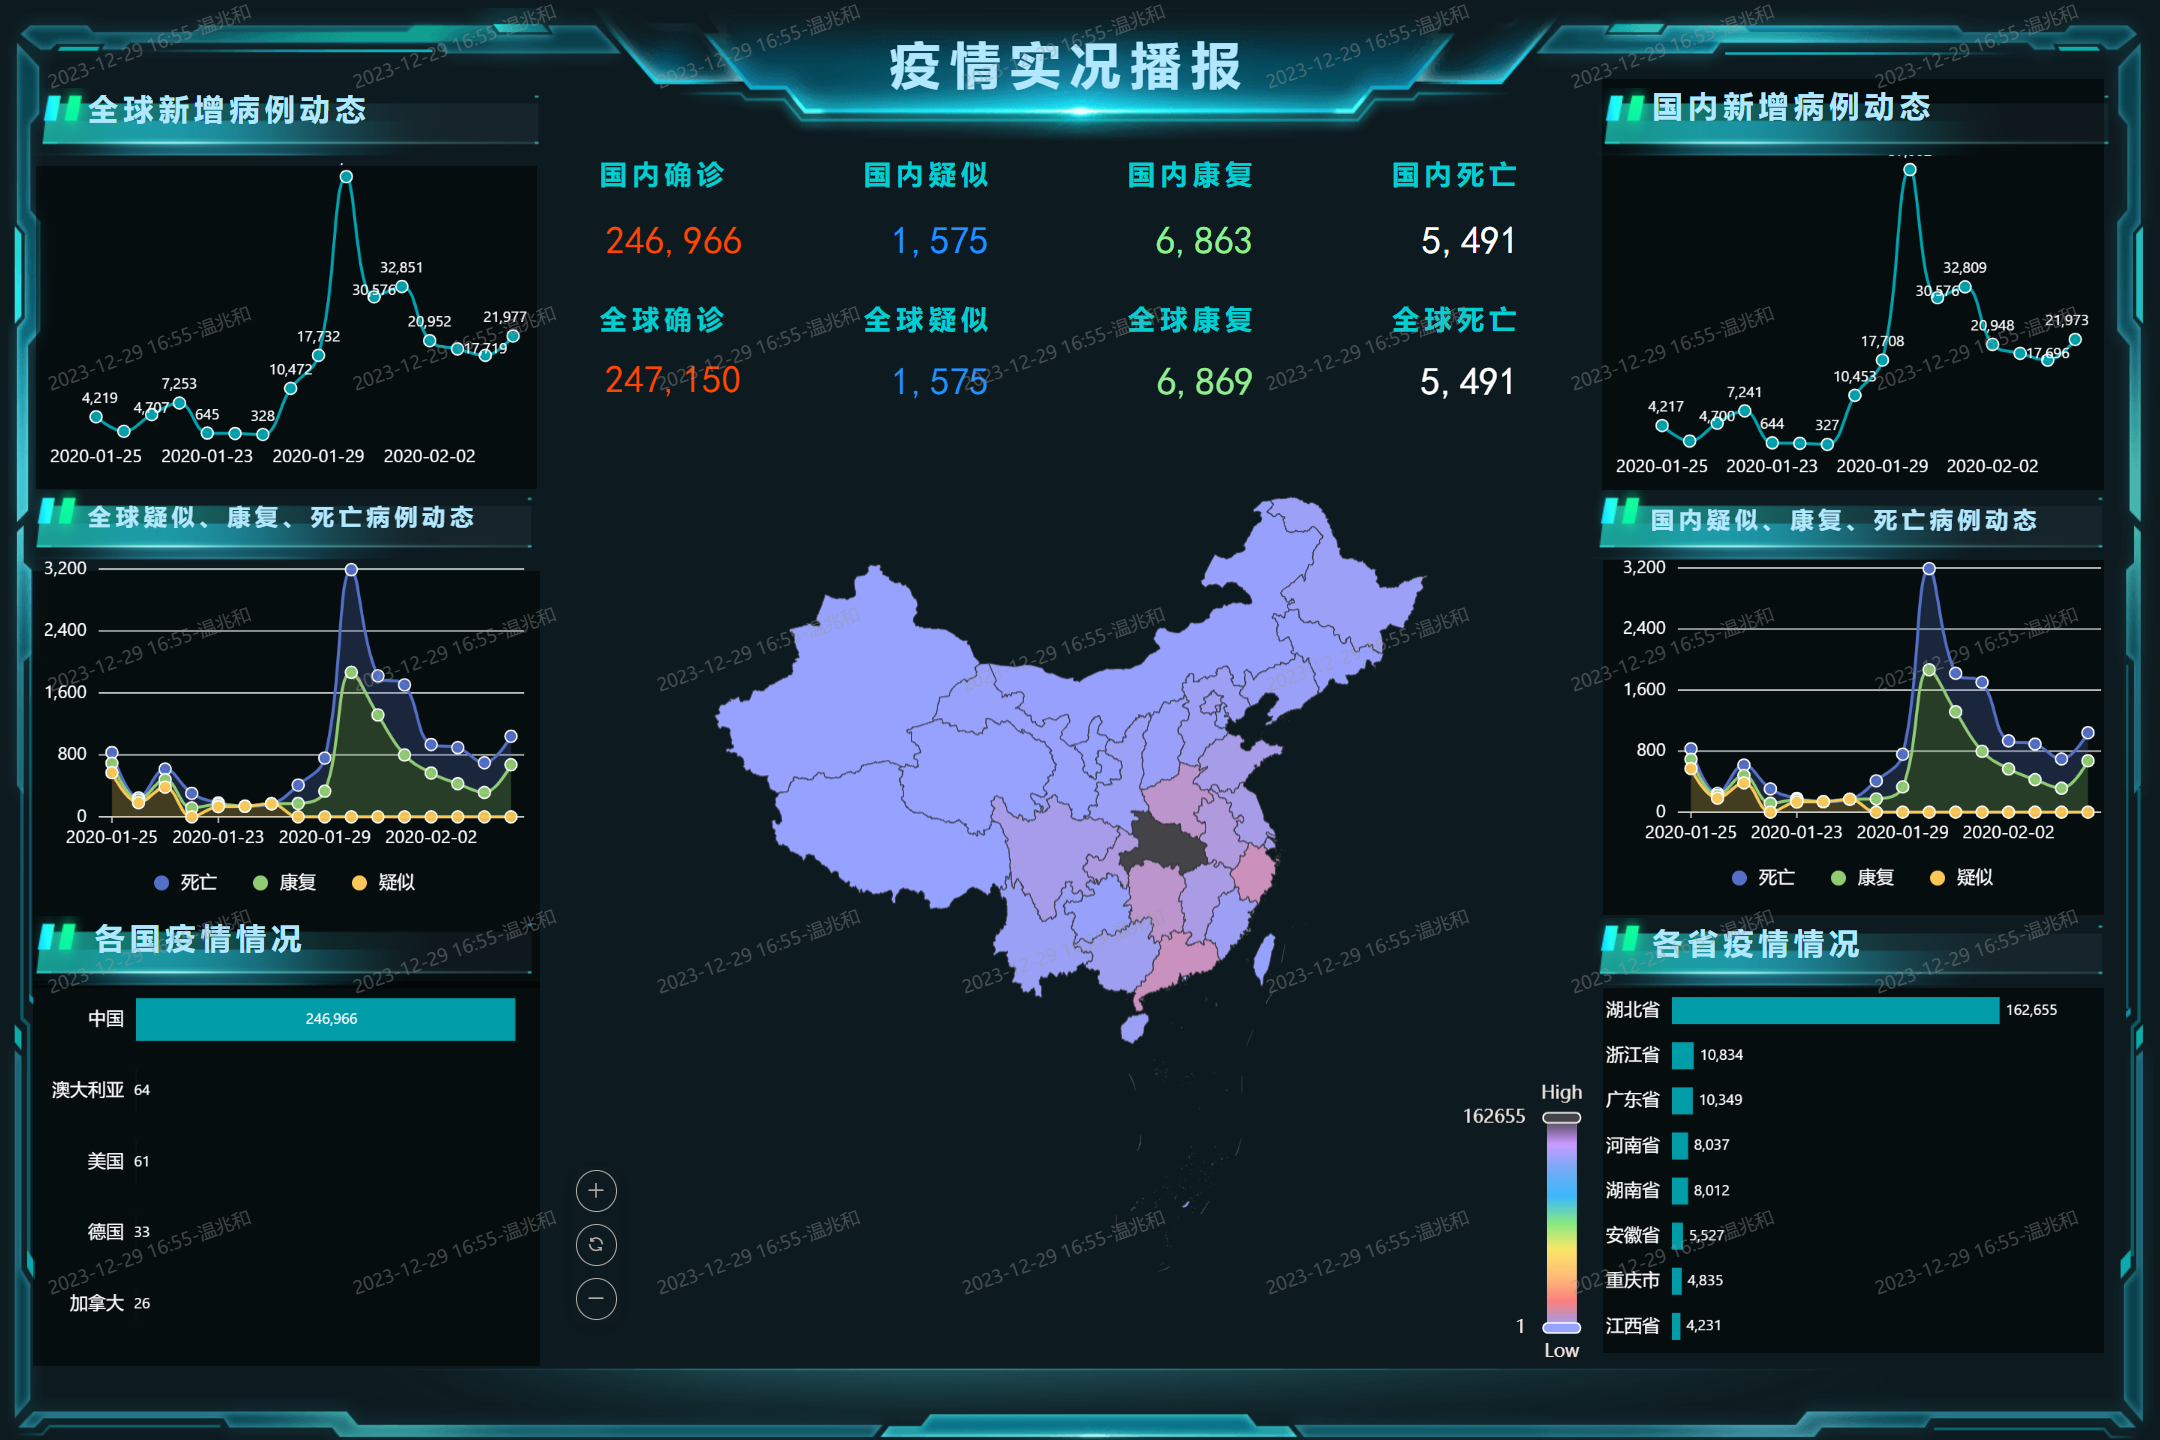 疫情实况播报
全球新增病例动态
32,851
30,576
20,952
21,977
17,719
17,732
10,472
7,253
4,219
4,707
645
328
2020-01-25 2020-01-23 2020-01-29 2020-02-02
全球疑似、康复、死亡病例动态
3,200
2,400
1,600
800
0
2020-01-25 2020-01-23 2020-01-29 2020-02-02
死亡 康复 疑似
各国疫情情况
中国 246,966
澳大利亚 64
美国 61
德国 33
加拿大 26
国内确诊 国内疑似 国内康复 国内死亡
246,966 1,575 6,863 5,491
全球确诊 全球疑似 全球康复 全球死亡
247,150 1,575 6,869 5,491
High
162655
1
Low
国内新增病例动态
32,809
30,576
20,948
21,973
17,696
17,708
10,453
7,241
4,217
4,700
644
327
2020-01-25 2020-01-23 2020-01-29 2020-02-02
国内疑似、康复、死亡病例动态
3,200
2,400
1,600
800
0
2020-01-25 2020-01-23 2020-01-29 2020-02-02
死亡 康复 疑似
各省疫情情况
湖北省 162,655
浙江省 10,834
广东省 10,349
河南省 8,037
湖南省 8,012
安徽省 5,527
重庆市 4,835
江西省 4,231
2023-12-29 16:55-温兆和